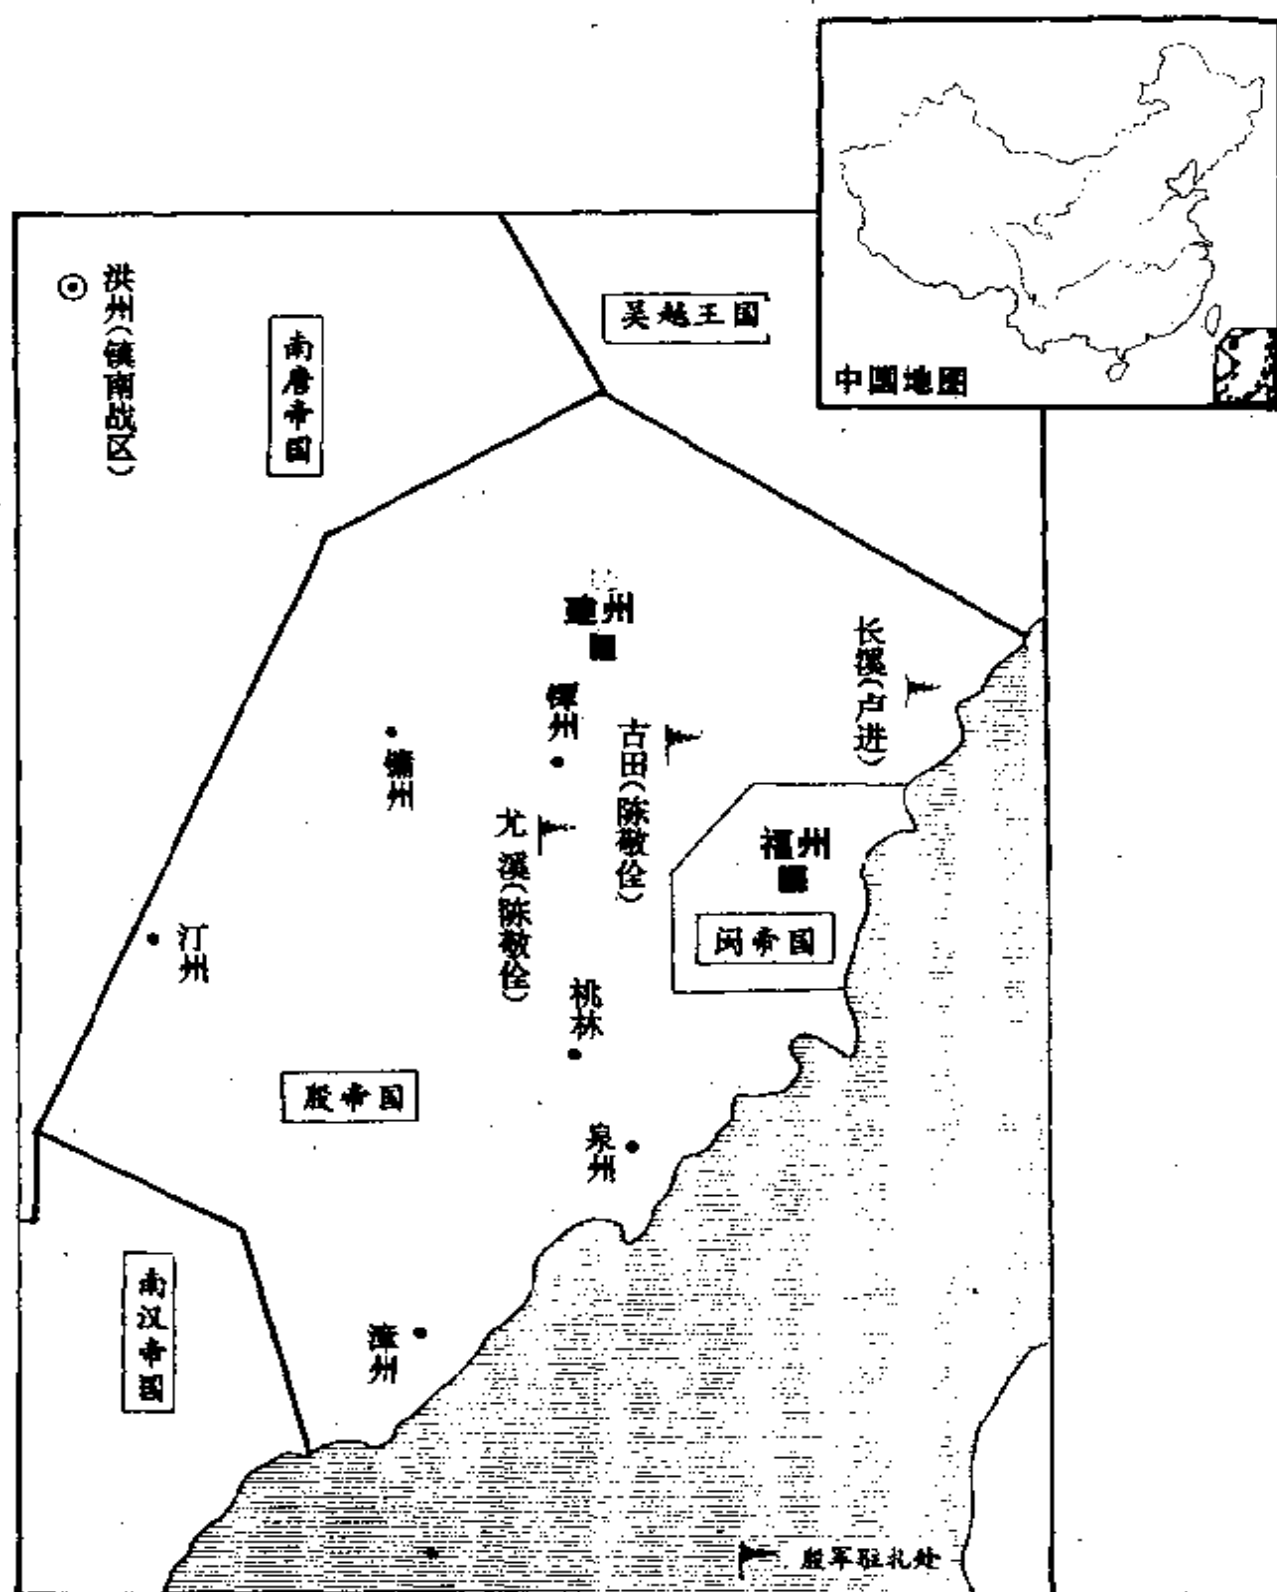 中國地图
洪州(镇南战区)
南唐帝国
吴越王国
建州
镡州
镛州
古田(陈敬佺)
长溪(卢进)
尤溪(陈敬佺)
福州
闽帝国
汀州
桃林
殷帝国
泉州
南汉帝国
漳州
殷军驻扎处